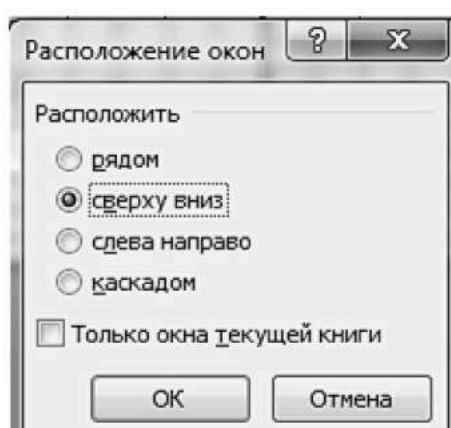 Расположение окон
Расположить
рядом
сверху вниз
слева направо
каскадом
Только окна текущей книги
ОК
Отмена